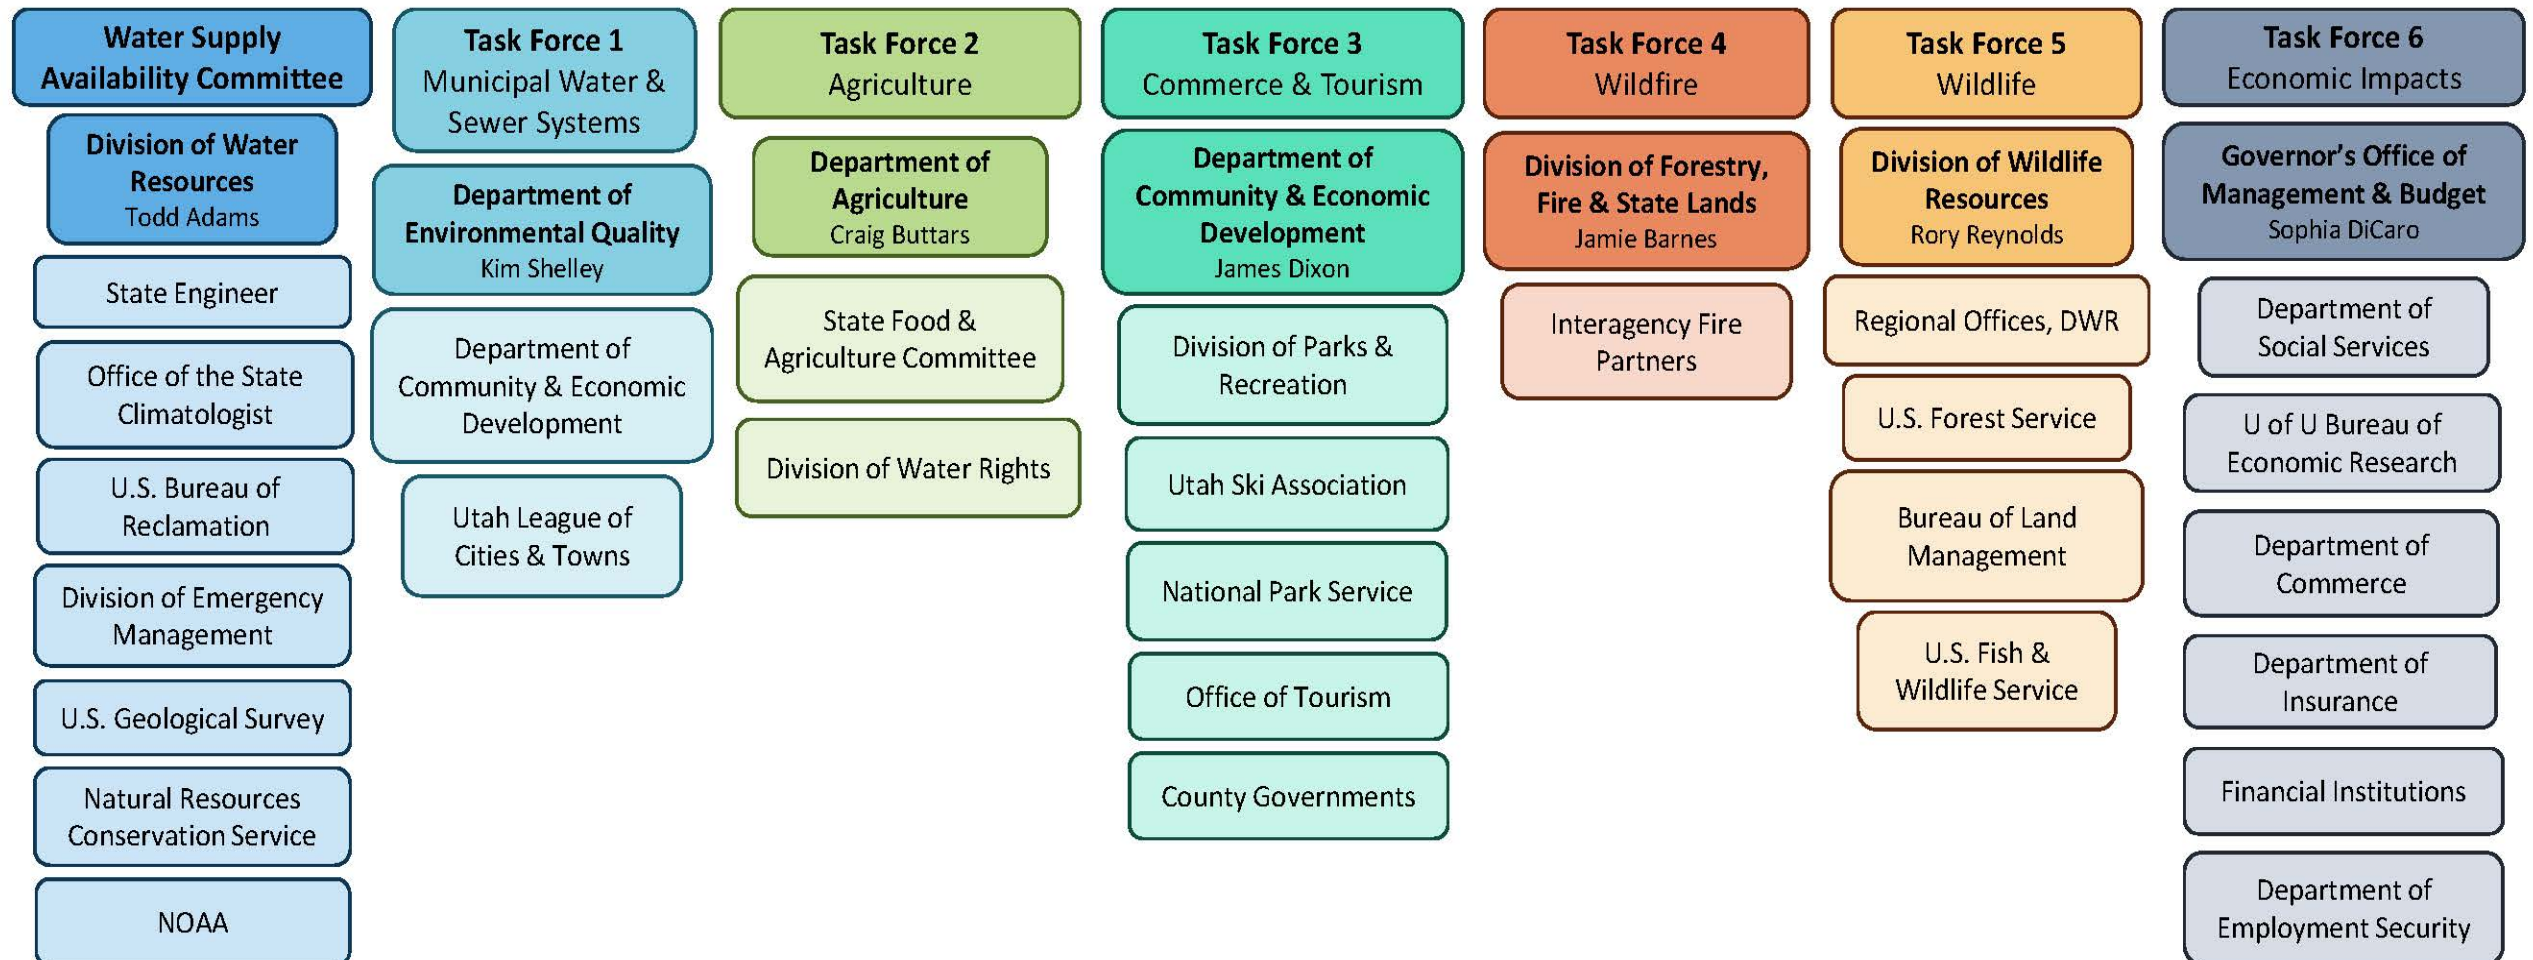 Water Supply
Availability Committee
Division of Water
Resources
Todd Adams
State Engineer
Office of the State
Climatologist
U.S. Bureau of
Reclamation
Division of Emergency
Management
U.S. Geological Survey
Natural Resources
Conservation Service
NOAA
Task Force 1
Municipal Water &
Sewer Systems
Department of
Environmental Quality
Kim Shelley
Department of
Community & Economic
Development
Utah League of
Cities & Towns
Task Force 2
Agriculture
Department of
Agriculture
Craig Buttars
State Food &
Agriculture Committee
Division of Water Rights
Task Force 3
Commerce & Tourism
Department of
Community & Economic
Development
James Dixon
Division of Parks &
Recreation
Utah Ski Association
National Park Service
Office of Tourism
County Governments
Task Force 4
Wildfire
Division of Forestry,
Fire & State Lands
Jamie Barnes
Interagency Fire
Partners
Task Force 5
Wildlife
Division of Wildlife
Resources
Rory Reynolds
Regional Offices, DWR
U.S. Forest Service
Bureau of Land
Management
U.S. Fish &
Wildlife Service
Task Force 6
Economic Impacts
Governor's Office of
Management & Budget
Sophia DiCaro
Department of
Social Services
U of U Bureau of
Economic Research
Department of
Commerce
Department of
Insurance
Financial Institutions
Department of
Employment Security